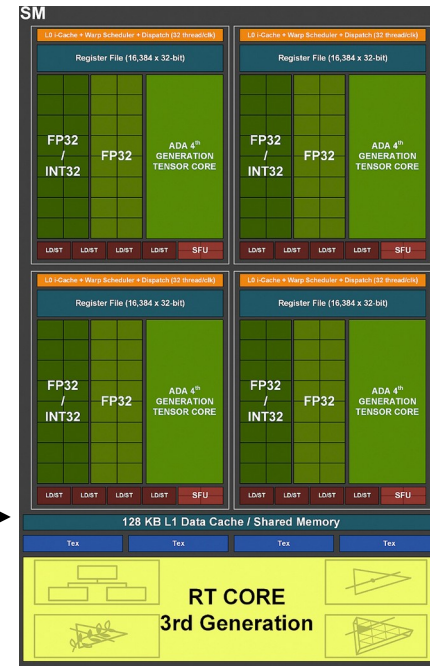 SM
L0 i-Cache + Warp Scheduler + Dispatch (32 thread/clk)
Register File (16,384 x 32-bit)
FP32
/
INT32
FP32
ADA 4th
GENERATION
TENSOR CORE
LD/ST LD/ST LD/ST LD/ST SFU
L0 i-Cache + Warp Scheduler + Dispatch (32 thread/clk)
Register File (16,384 x 32-bit)
FP32
/
INT32
FP32
ADA 4th
GENERATION
TENSOR CORE
LD/ST LD/ST LD/ST LD/ST SFU
L0 i-Cache + Warp Scheduler + Dispatch (32 thread/clk)
Register File (16,384 x 32-bit)
FP32
/
INT32
FP32
ADA 4th
GENERATION
TENSOR CORE
LD/ST LD/ST LD/ST LD/ST SFU
L0 i-Cache + Warp Scheduler + Dispatch (32 thread/clk)
Register File (16,384 x 32-bit)
FP32
/
INT32
FP32
ADA 4th
GENERATION
TENSOR CORE
LD/ST LD/ST LD/ST LD/ST SFU
128 KB L1 Data Cache / Shared Memory
Tex Tex Tex Tex
RT CORE
3rd Generation